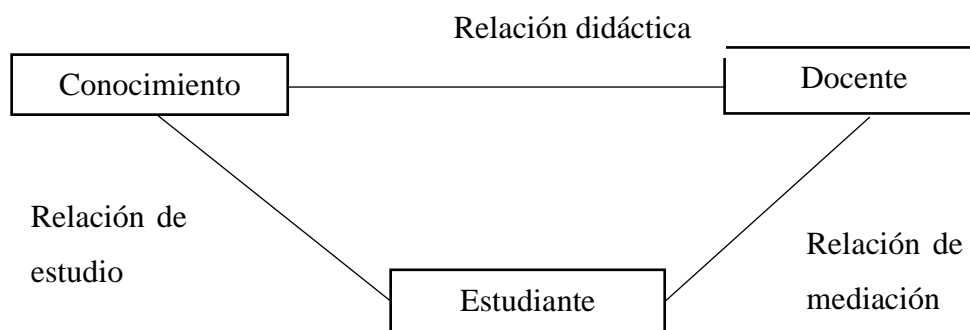 Relación didáctica
Conocimiento
Docente
Relación de
estudio
Relación de
mediación
Estudiante